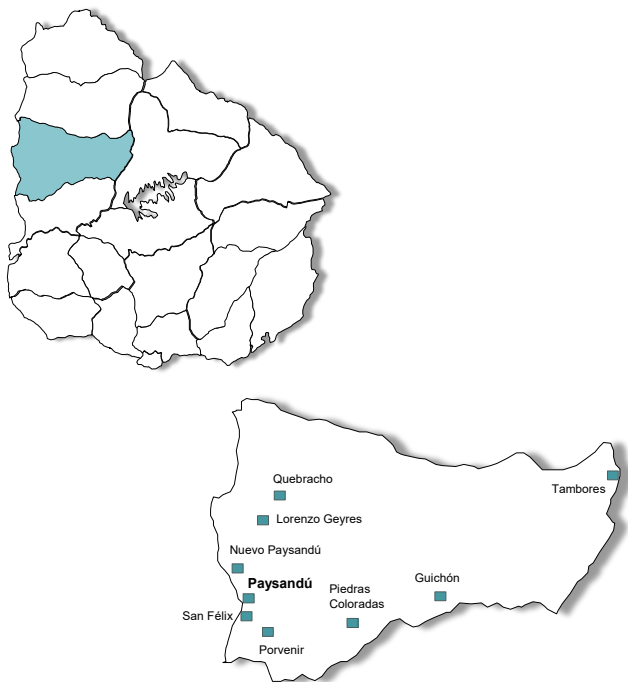 Quebracho
Tambores
Lorenzo Geyres
Nuevo Paysandú
Paysandú
Piedras
Coloradas
Guichón
San Félix
Porvenir